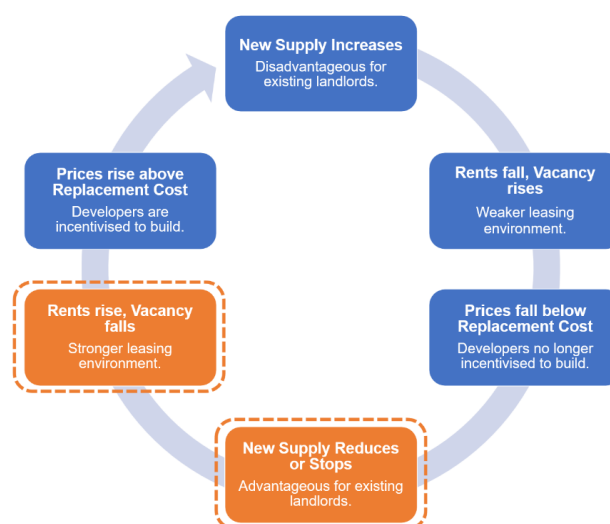 New Supply Increases
Disadvantageous for
existing landlords.
Rents fall, Vacancy
rises
Weaker leasing
environment.
Prices fall below
Replacement Cost
Developers no longer
incentivised to build.
New Supply Reduces
or Stops
Advantageous for existing
landlords.
Rents rise, Vacancy
falls
Stronger leasing
environment.
Prices rise above
Replacement Cost
Developers are
incentivised to build.